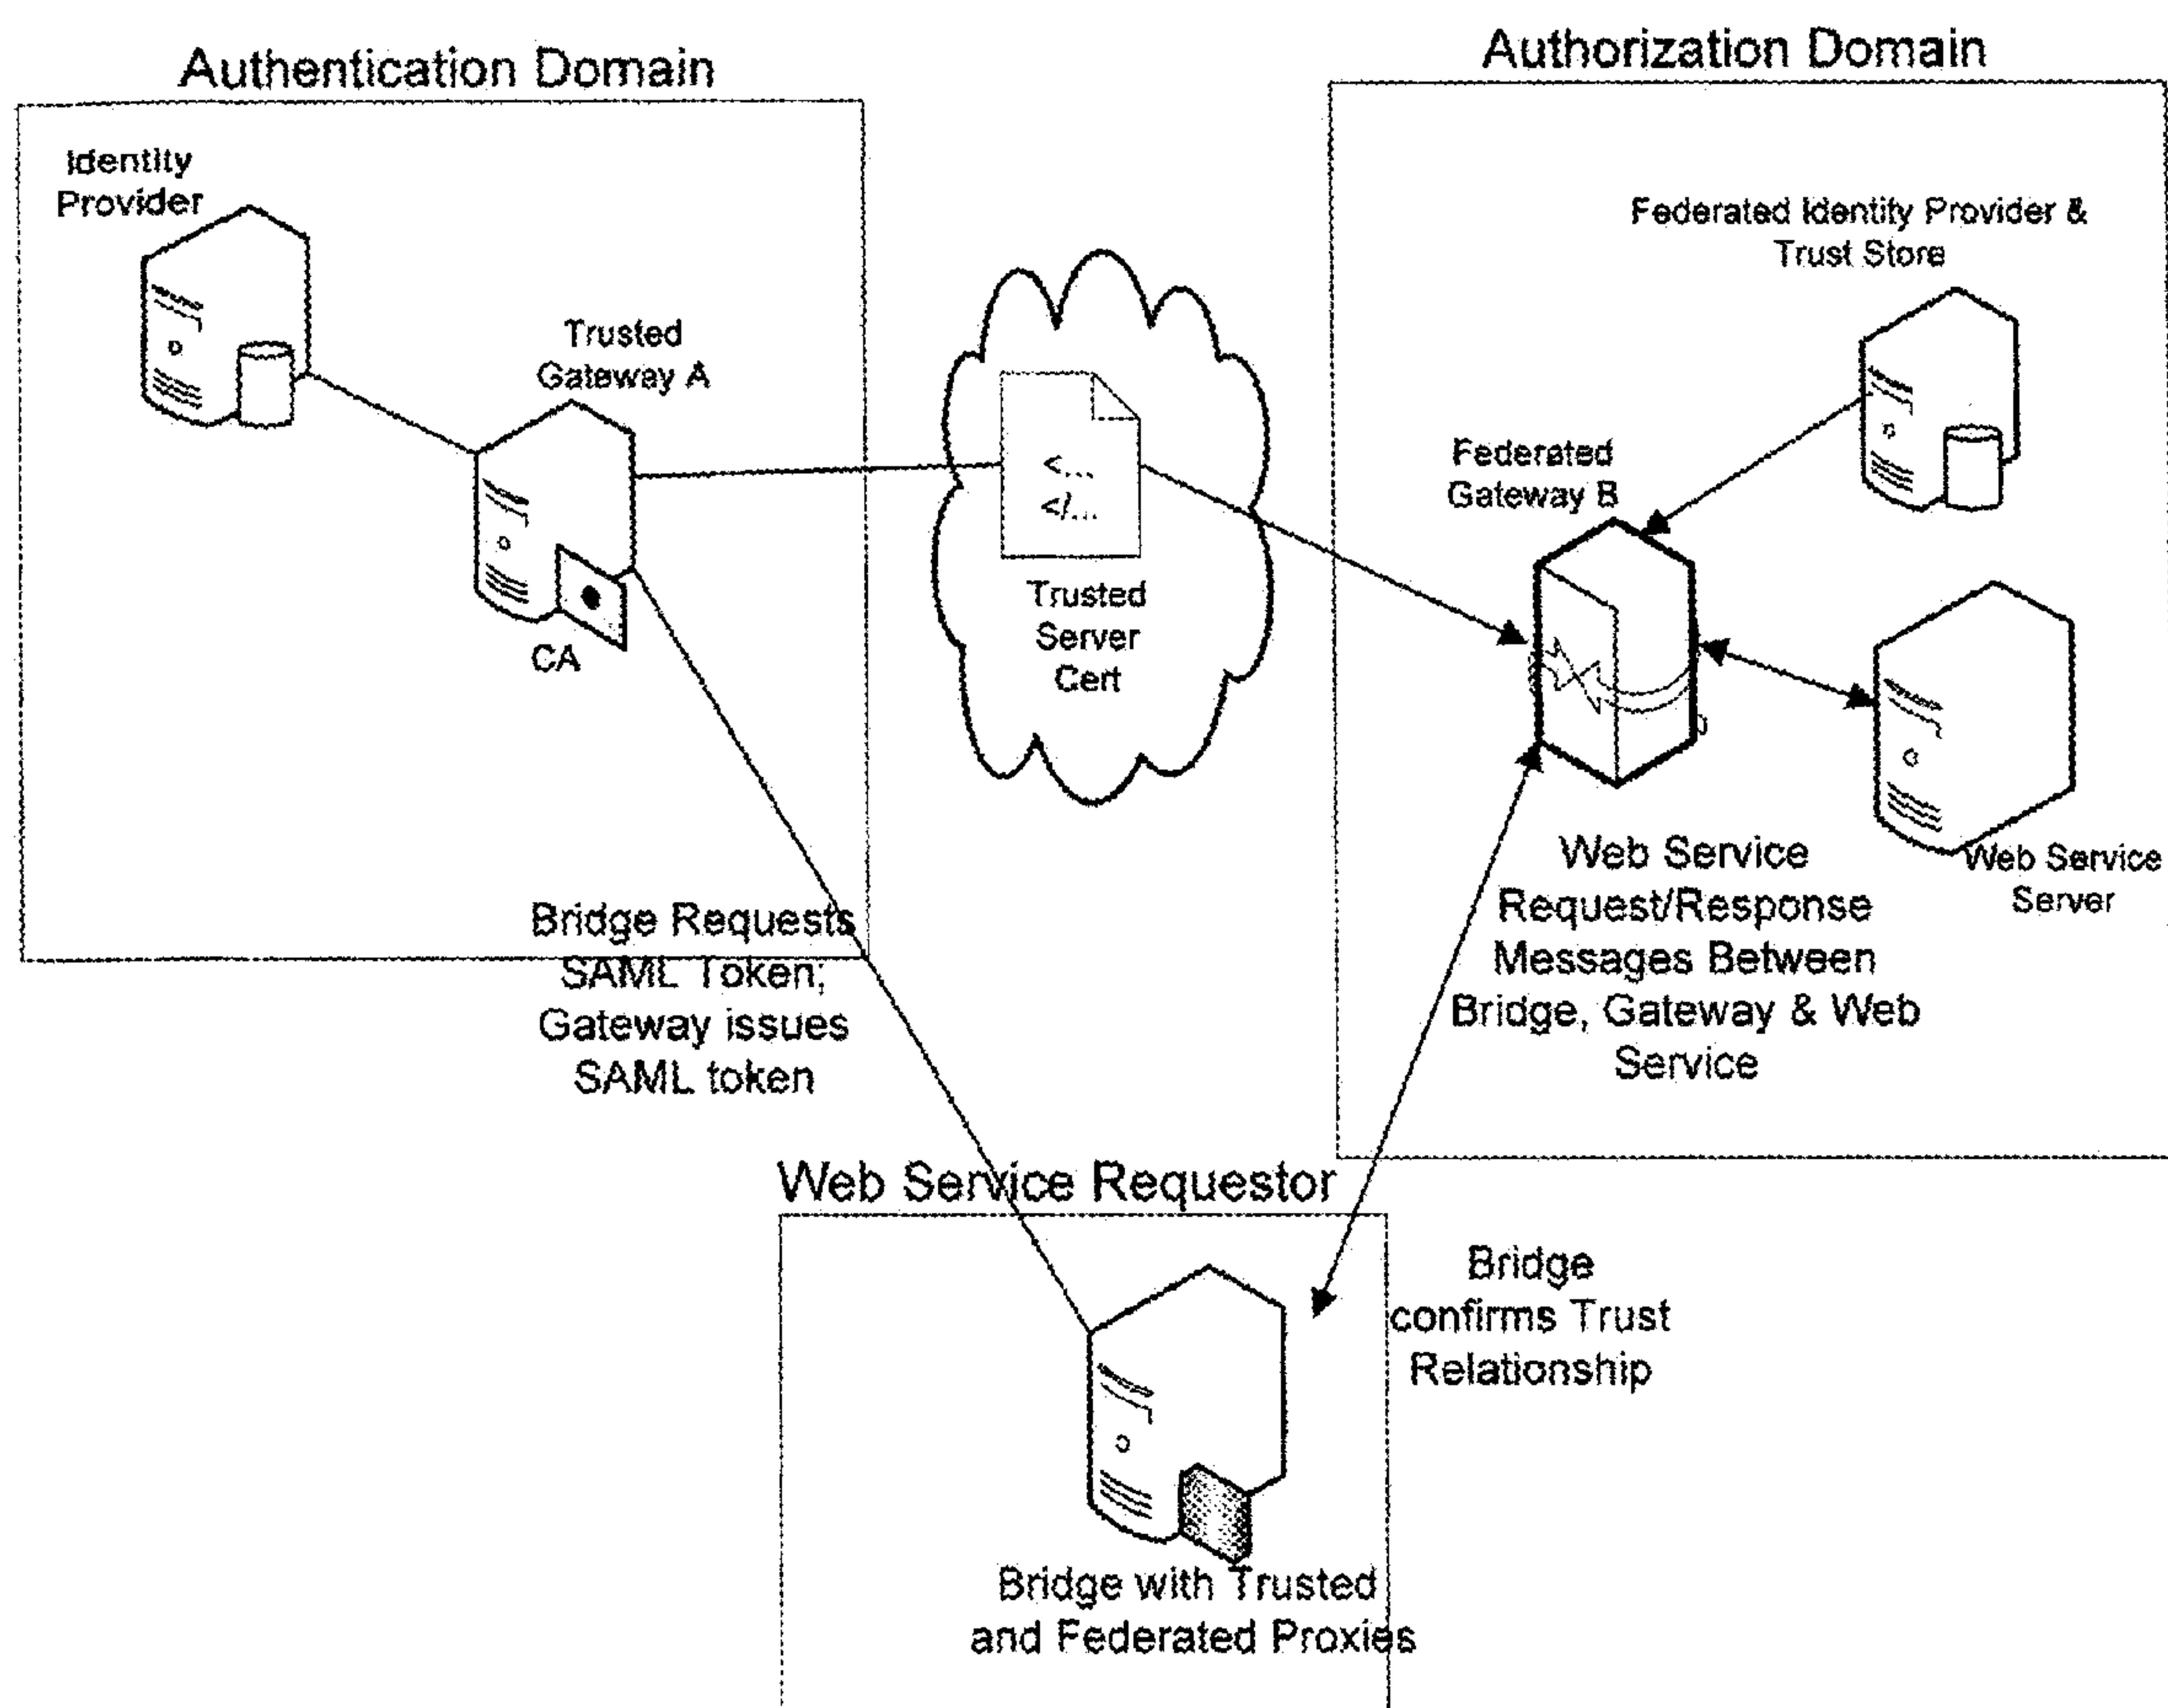 Authentication Domain
Identity
Provider
Trusted
Gateway A
CA
Trusted
Server
Cert
<...
</...
Authorization Domain
Federated Identity Provider &
Trust Store
Federated
Gateway B
Web Service
Server
Web Service
Request/Response
Messages Between
Bridge, Gateway & Web
Service
Bridge Requests
SAML Token;
Gateway issues
SAML token
Web Service Requestor
Bridge
confirms Trust
Relationship
Bridge with Trusted
and Federated Proxies